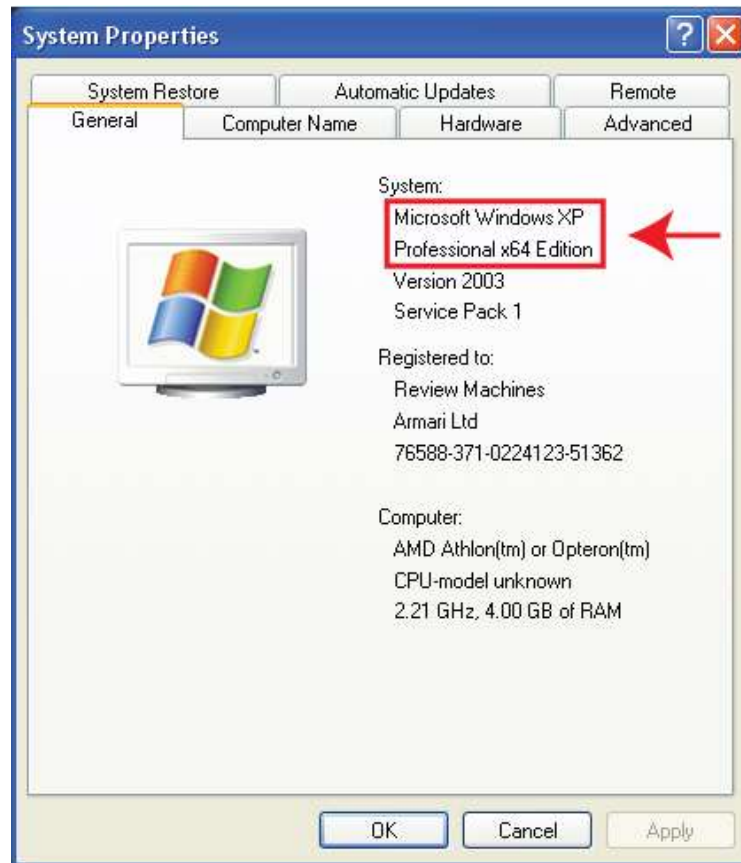 System Properties
System Restore
Automatic Updates
Remote
General
Computer Name
Hardware
Advanced
System:
Microsoft Windows XP
Professional x64 Edition
Version 2003
Service Pack 1
Registered to:
Review Machines
Armari Ltd
76588-371-0224123-51362
Computer:
AMD Athlon(tm) or Opteron(tm)
CPU-model unknown
2.21 GHz, 4.00 GB of RAM
OK
Cancel
Apply